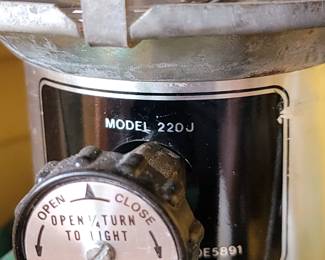 MODEL 220J
OPEN CLOSE
OPEN ¼ TURN
TO LIGHT
DE5891